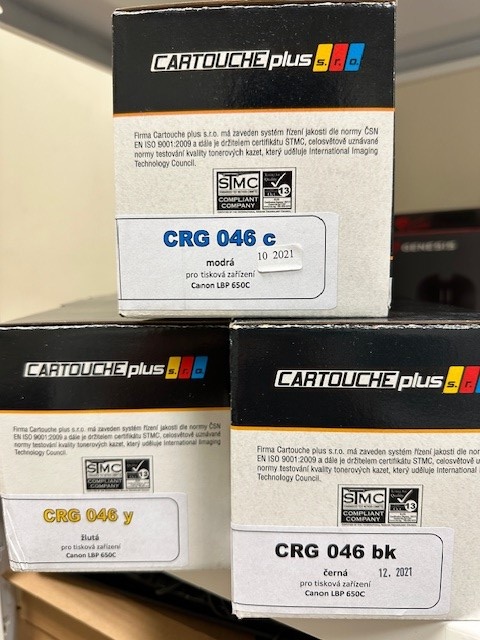 CARTOUCHE plus s.r.o.
Firma Cartouche plus s.r.o. má zaveden systém řízení jakosti dle normy ČSN
EN ISO 9001:2009 a dále je držitelem certifikátu STMC, celosvětově uznávané
normy testování kvality tonerových kazet, který uděluje International Imaging
Technology Council.
STMC
COMPLIANT
COMPANY
13
CRG 046 c
10 2021
modrá
pro tisková zařízení
Canon LBP 650C
GENESIS
CARTOUCHE plus s.r.o.
Firma Cartouche plus s.r.o. má zaveden systém řízení jakosti dle normy ČSN
EN ISO 9001:2009 a dále je držitelem certifikátu STMC, celosvětově uznávané
normy testování kvality tonerových kazet, který uděluje International Imaging
Technology Council.
STMC
COMPLIANT
COMPANY
13
CRG 046 y
žlutá
pro tisková zařízení
Canon LBP 650C
CARTOUCHE plus s.r.
Firma Cartouche plus s.r.o. má zaveden systém řízení jakosti dle normy
EN ISO 9001:2009 a dále je držitelem certifikátu STMC, celosvětově
normy testování kvality tonerových kazet, který uděluje International
Technology Council.
STMC
COMPLIANT
COMPANY
13
CRG 046 bk
černá
12. 2021
pro tisková zařízení
Canon LBP 650C